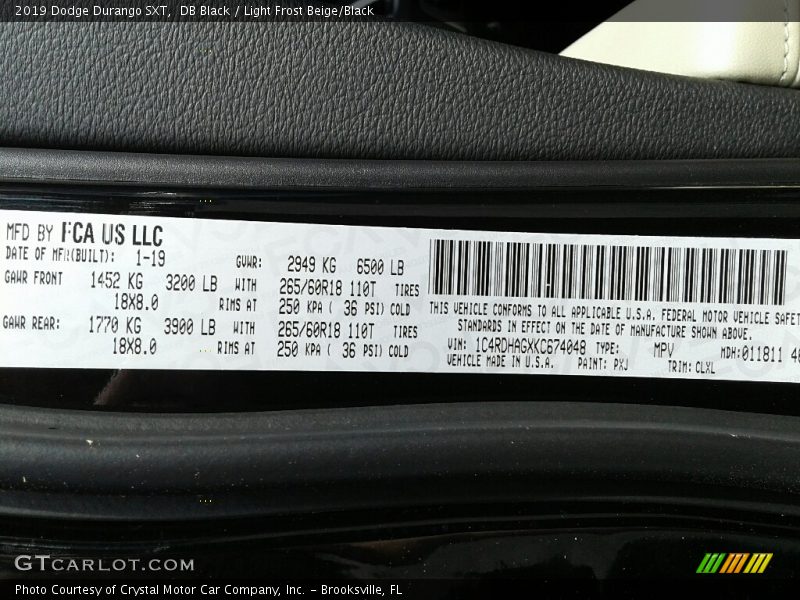 2019 Dodge Durango SXT, DB Black / Light Frost Beige/Black
MFD BY FCA US LLC
DATE OF MFR(BUILT): 1-19
GVWR: 2949 KG 6500 LB
GAWR FRONT 1452 KG 3200 LB WITH 265/60R18 110T TIRES
18X8.0 RIMS AT 250 KPA ( 36 PSI) COLD
GAWR REAR: 1770 KG 3900 LB WITH 265/60R18 110T TIRES
18X8.0 RIMS AT 250 KPA ( 36 PSI) COLD
THIS VEHICLE CONFORMS TO ALL APPLICABLE U.S.A. FEDERAL MOTOR VEHICLE SAFET
STANDARDS IN EFFECT ON THE DATE OF MANUFACTURE SHOWN ABOVE.
VIN: 1C4RDHAGXKC674048 TYPE: MPV MDH:011811
VEHICLE MADE IN U.S.A. PAINT: PXJ TRIM: CLXL
GTCARLOT.COM
Photo Courtesy of Crystal Motor Car Company, Inc. - Brooksville, FL